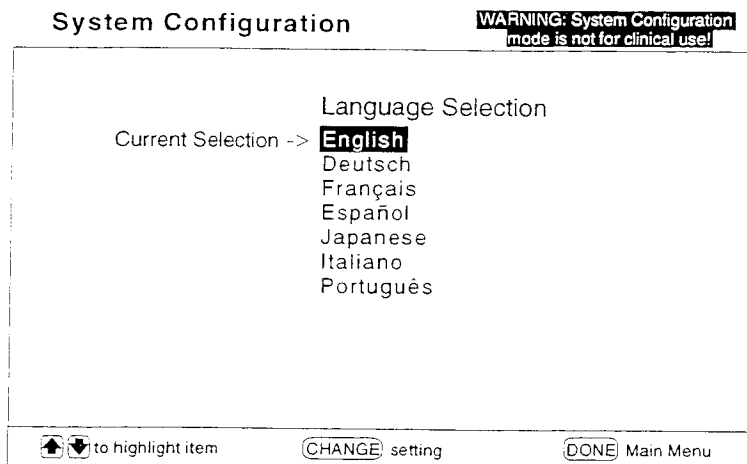 System Configuration
WARNING: System Configuration
mode is not for clinical use!
Language Selection
Current Selection -> English
Deutsch
Français
Español
Japanese
Italiano
Português
to highlight item
CHANGE setting
DONE Main Menu